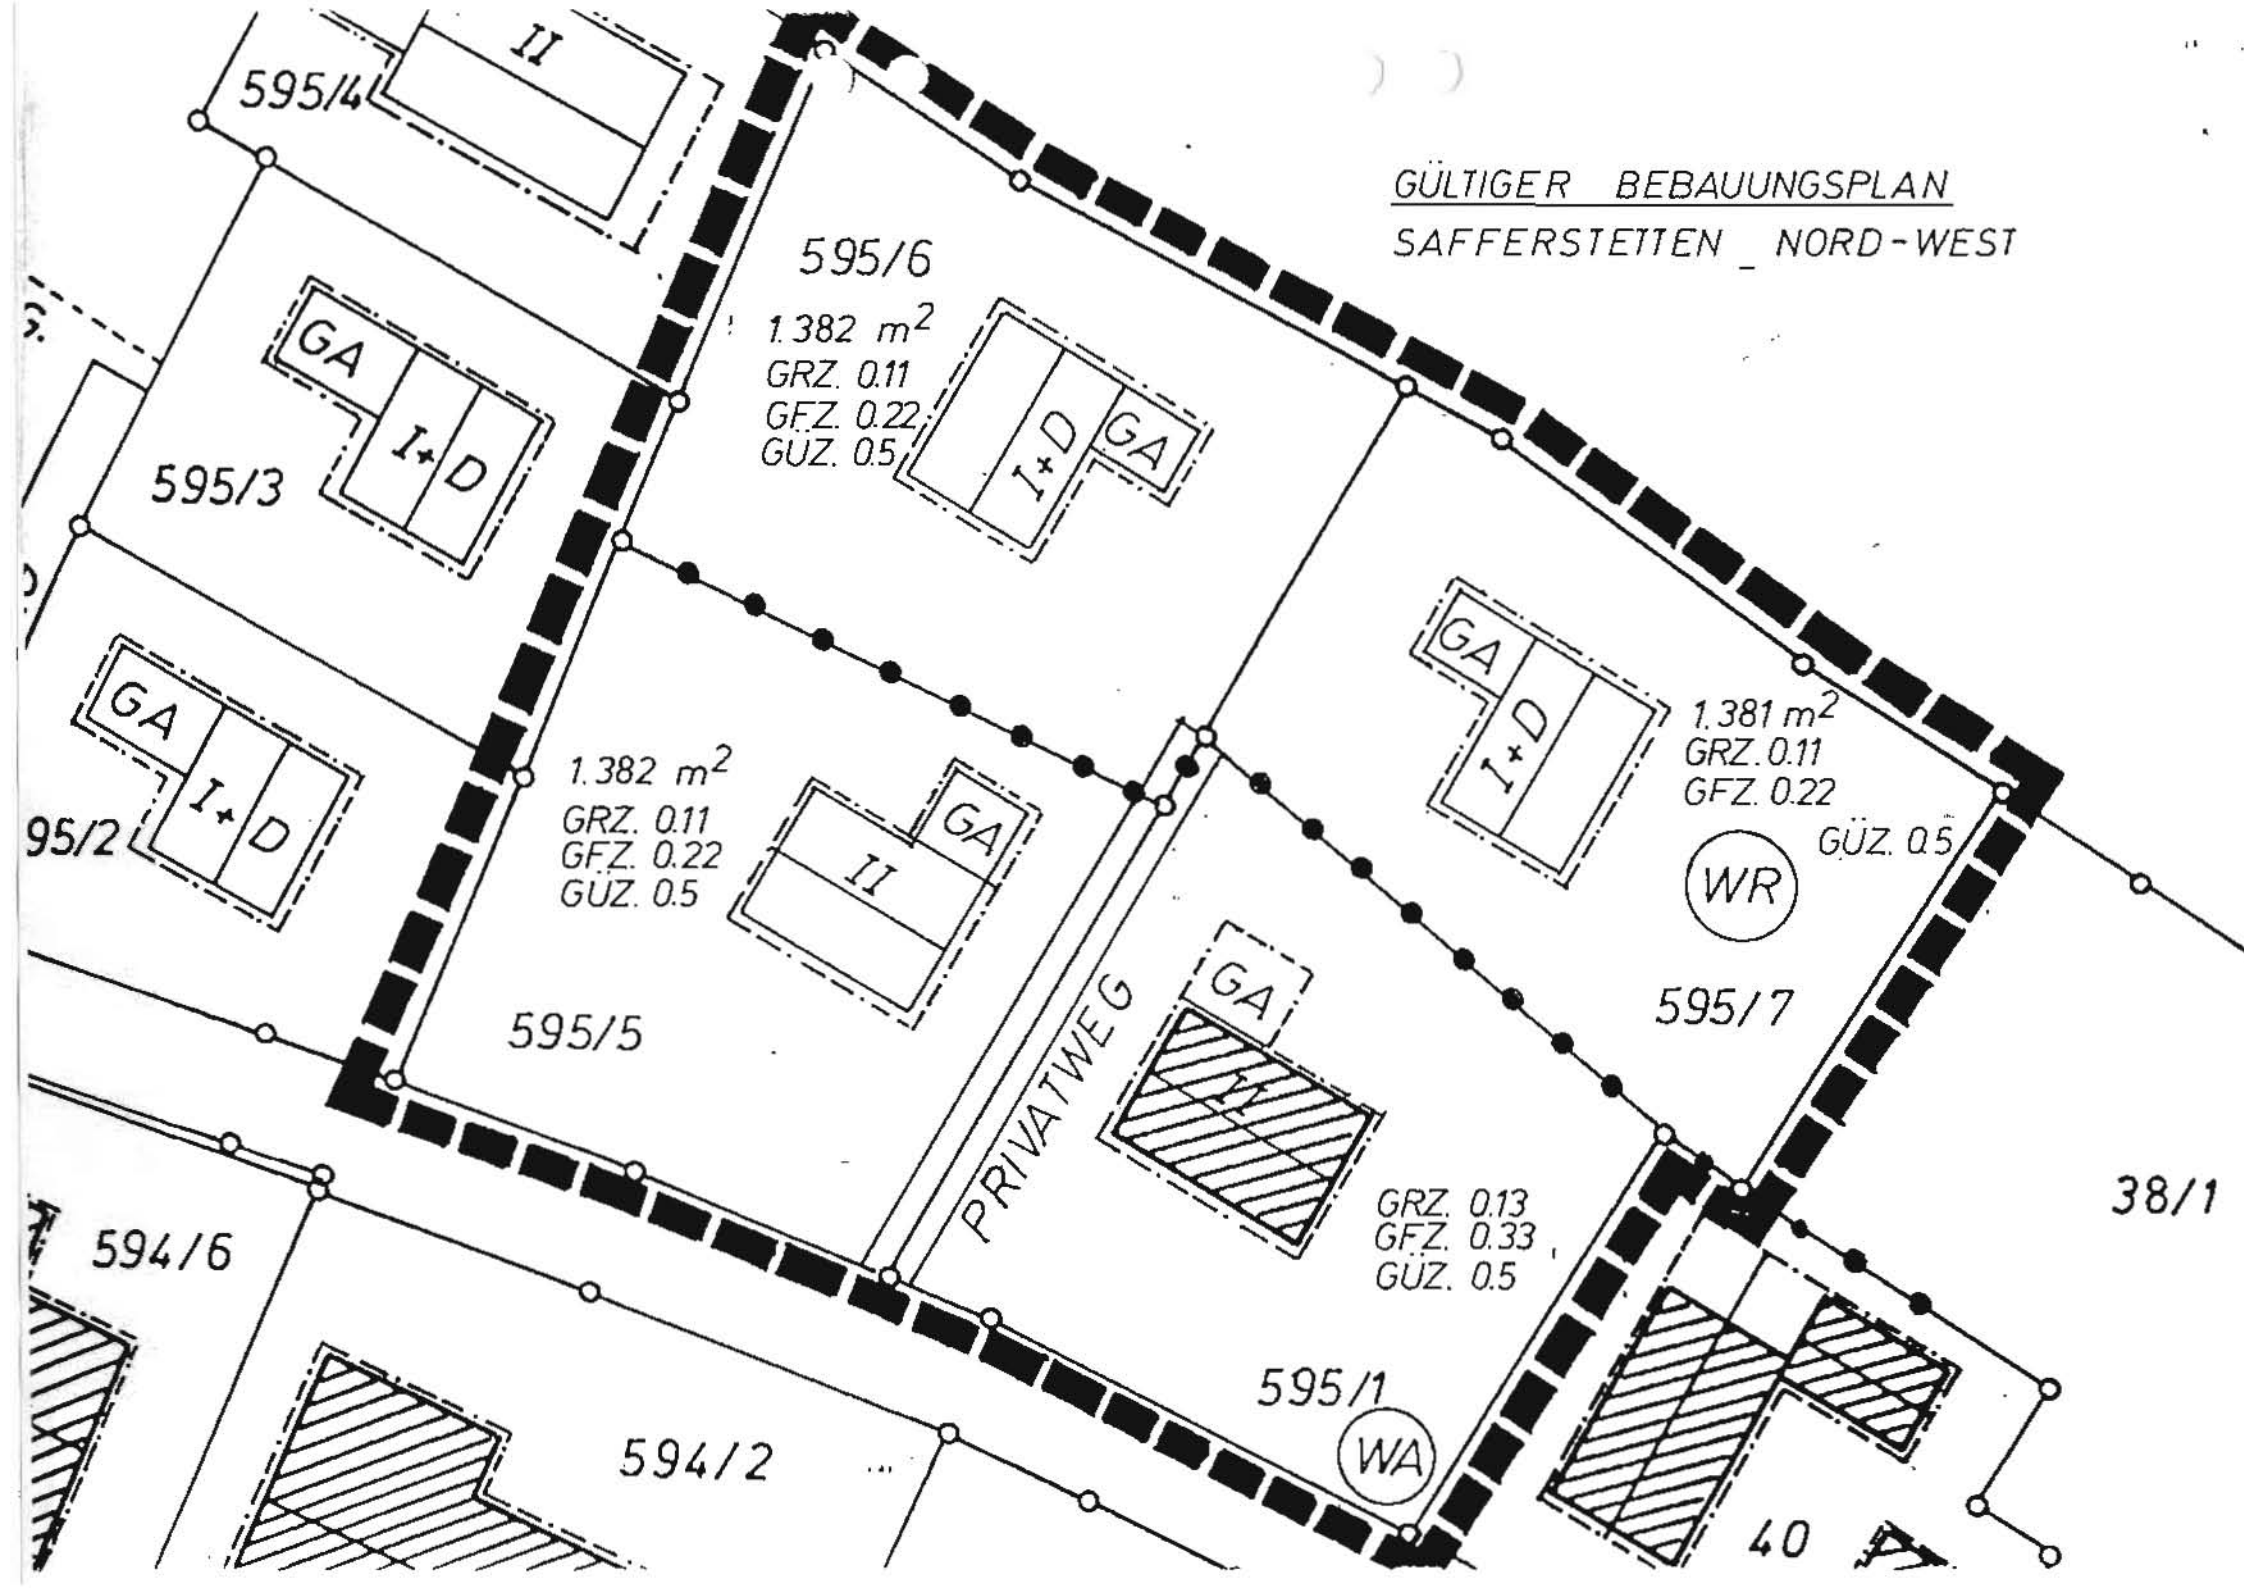 GÜLTIGER BEBAUUNGSPLAN
SAFFERSTETTEN _ NORD-WEST
II
595/4
595/6
1.382 m²
GRZ. 0.11
GFZ. 0.22
GÜZ. 0.5
I+D
GA
GA
I+D
595/3
G.
GA
I+D
95/2
1.382 m²
GRZ. 0.11
GFZ. 0.22
GÜZ. 0.5
GA
II
595/5
GA
I+D
1.381 m²
GRZ. 0.11
GFZ. 0.22
GÜZ. 0.5
WR
595/7
PRIVATWEG
GA
GRZ. 0.13
GFZ. 0.33
GÜZ. 0.5
595/1
WA
38/1
594/6
594/2
40